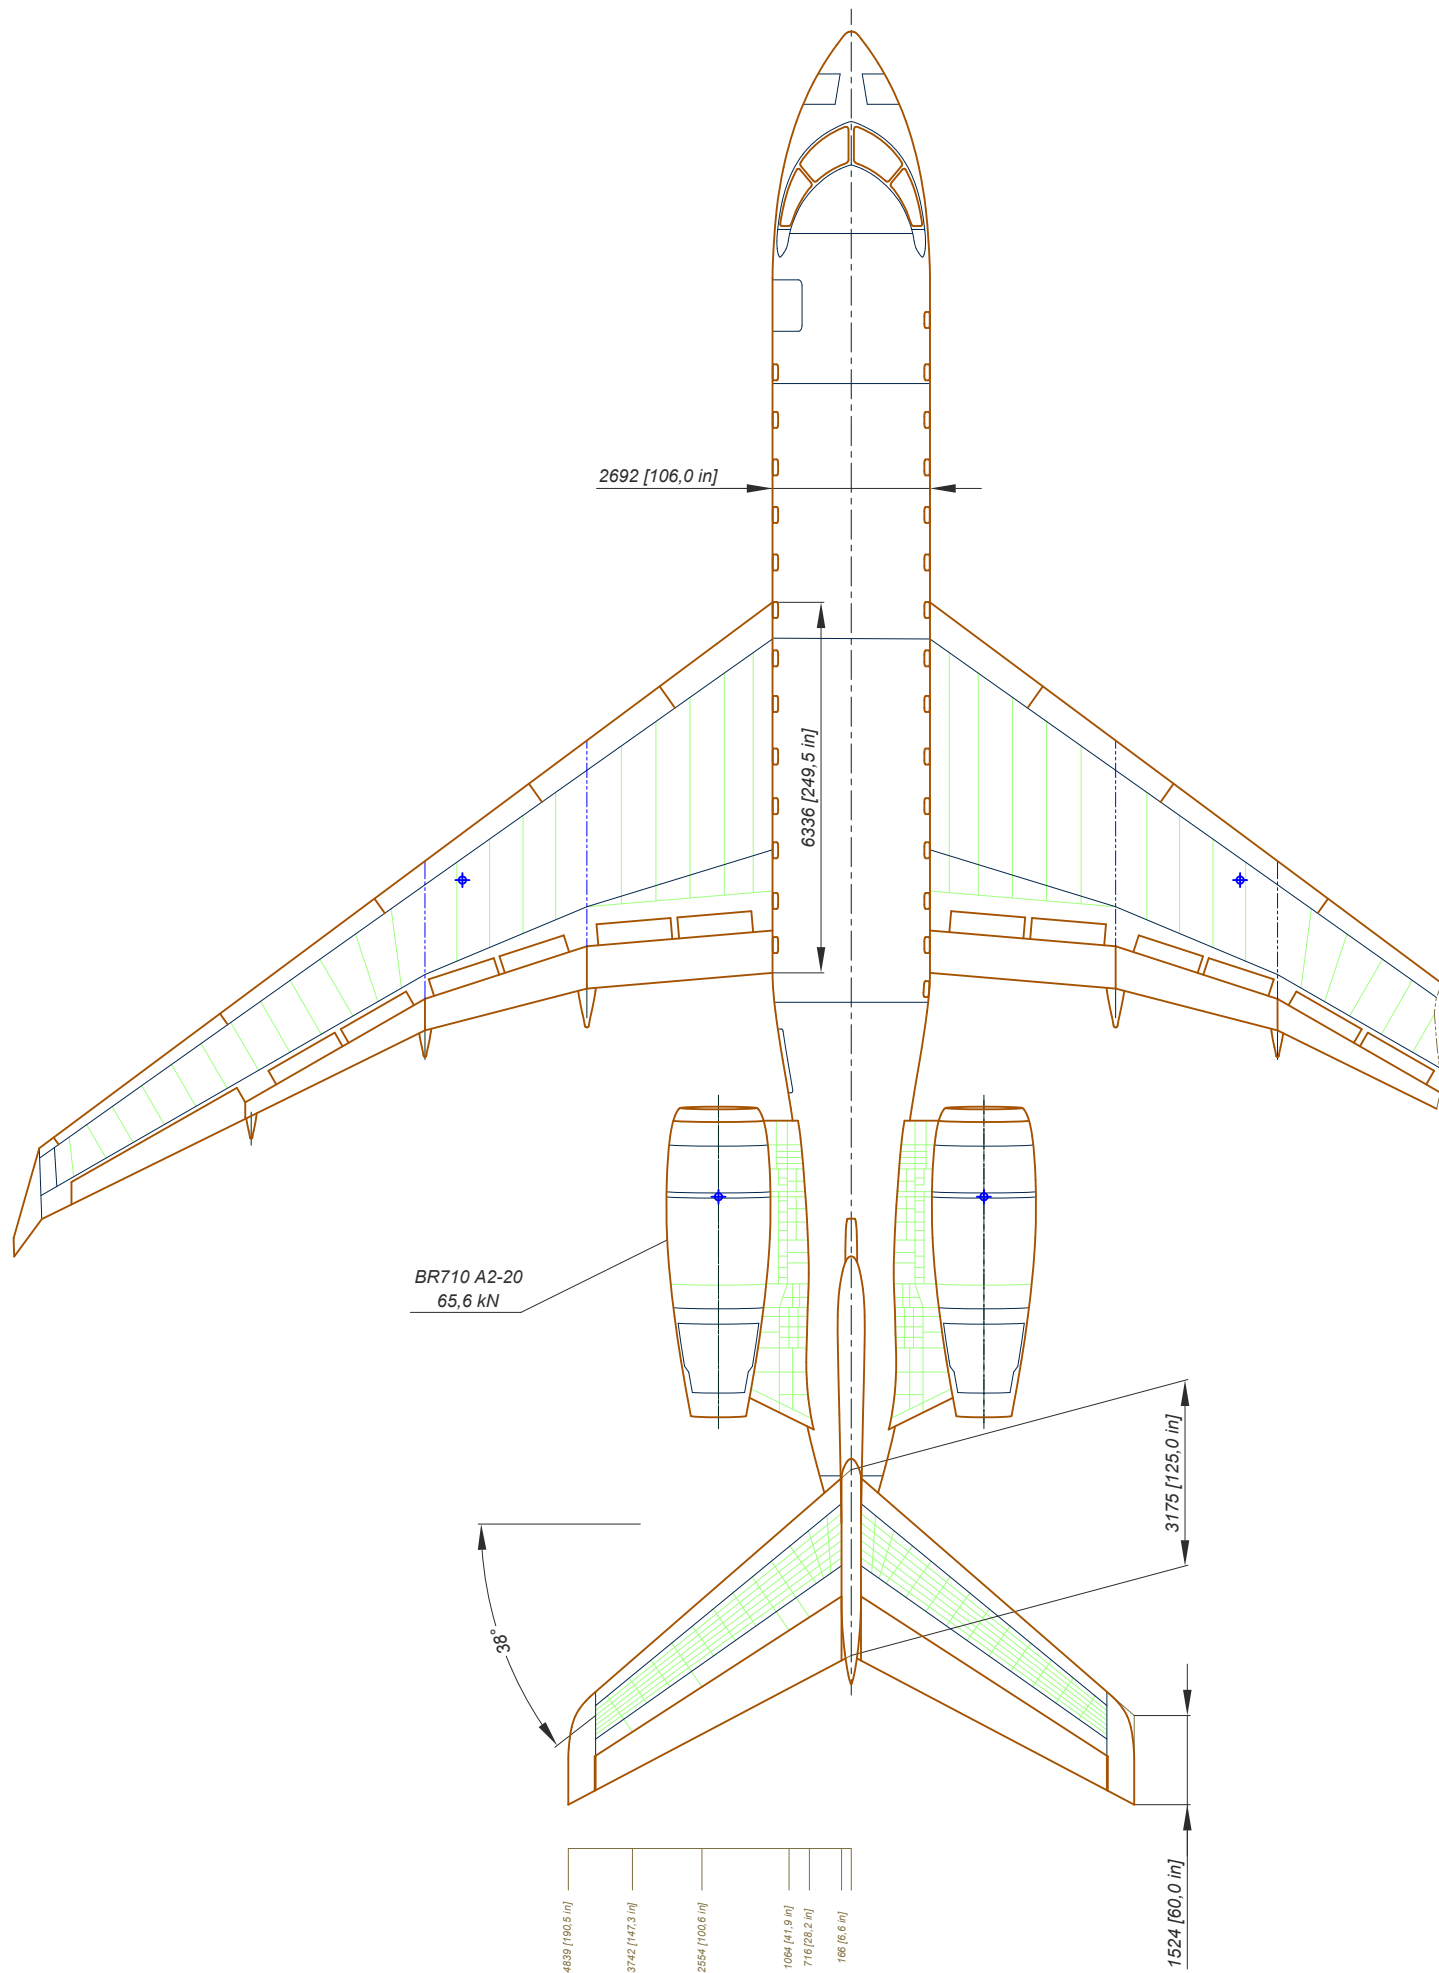 2692 [106,0 in]
6336 [249,5 in]
BR710 A2-20
65,6 kN
3175 [125,0 in]
38°
1524 [60,0 in]
4839 [190,5 in]
3742 [147,3 in]
2554 [100,6 in]
1064 [41,9 in]
716 [28,2 in]
166 [6,6 in]